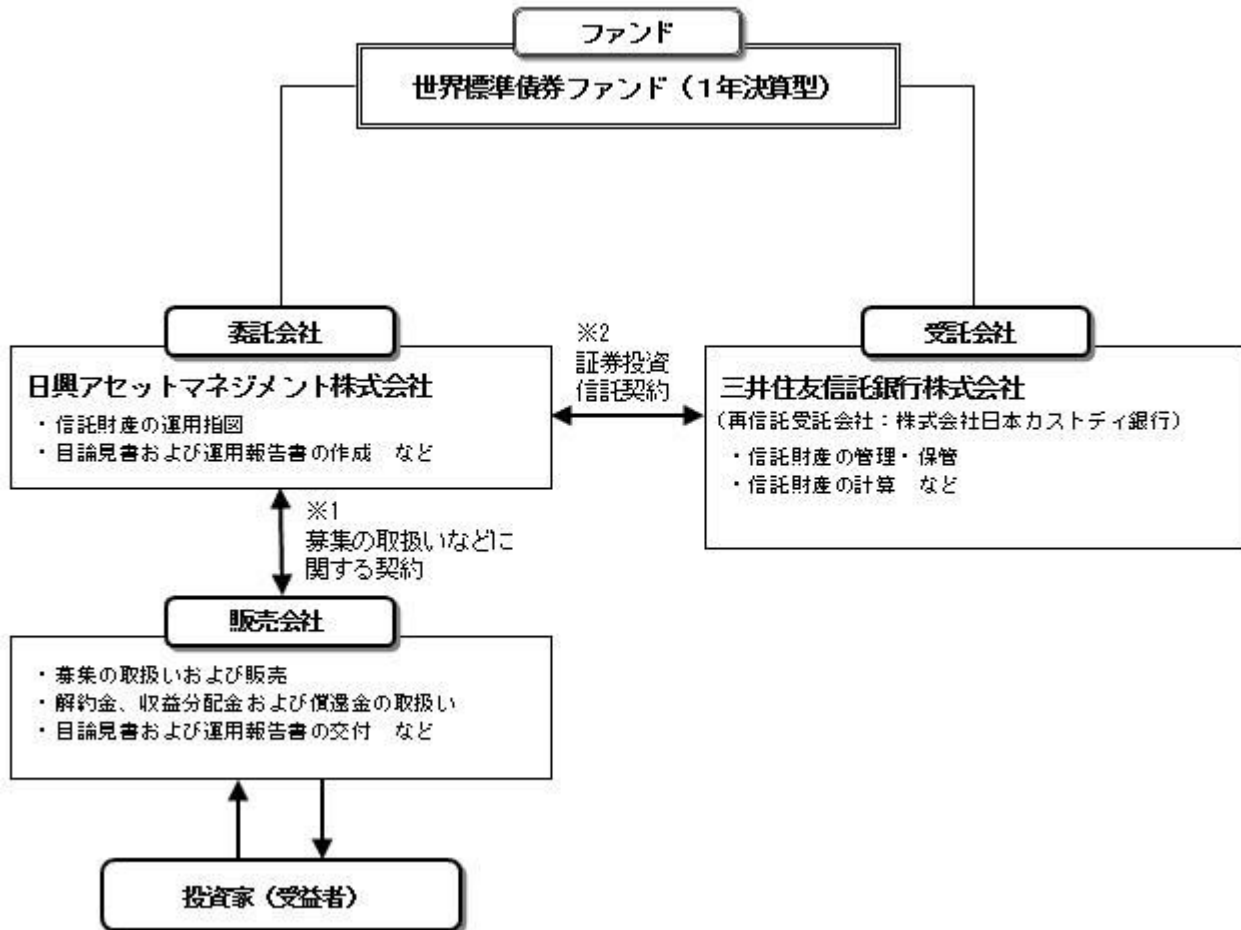 ファンド
世界標準債券ファンド（1年決算型）
委託会社
日興アセットマネジメント株式会社
・信託財産の運用指図
・目論見書および運用報告書の作成　など
※2
証券投資
信託契約
受託会社
三井住友信託銀行株式会社
（再信託受託会社：株式会社日本カストディ銀行）
・信託財産の管理・保管
・信託財産の計算　など
※1
募集の取扱いなどに
関する契約
販売会社
・募集の取扱いおよび販売
・解約金、収益分配金および償還金の取扱い
・目論見書および運用報告書の交付　など
投資家（受益者）